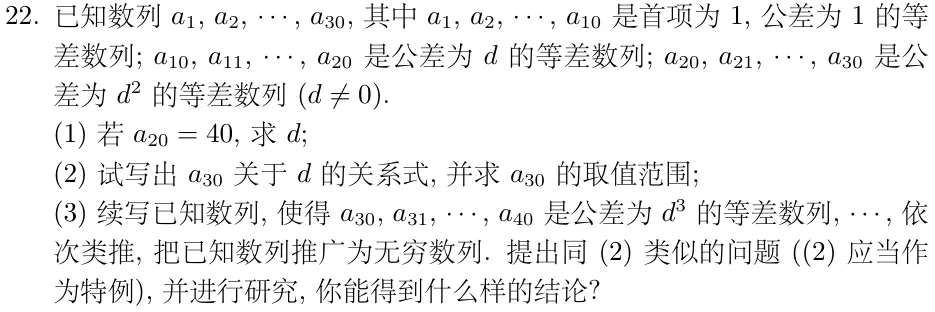 22. 已知数列 a₁, a₂, ⋯, a₃₀, 其中 a₁, a₂, ⋯, a₁₀ 是首项为 1, 公差为 1 的等
差数列; a₁₀, a₁₁, ⋯, a₂₀ 是公差为 d 的等差数列; a₂₀, a₂₁, ⋯, a₃₀ 是公
差为 d² 的等差数列 (d ≠ 0).
(1) 若 a₂₀ = 40, 求 d;
(2) 试写出 a₃₀ 关于 d 的关系式, 并求 a₃₀ 的取值范围;
(3) 续写已知数列, 使得 a₃₀, a₃₁, ⋯, a₄₀ 是公差为 d³ 的等差数列, ⋯, 依
次类推, 把已知数列推广为无穷数列. 提出同 (2) 类似的问题 ((2) 应当作
为特例), 并进行研究, 你能得到什么样的结论?